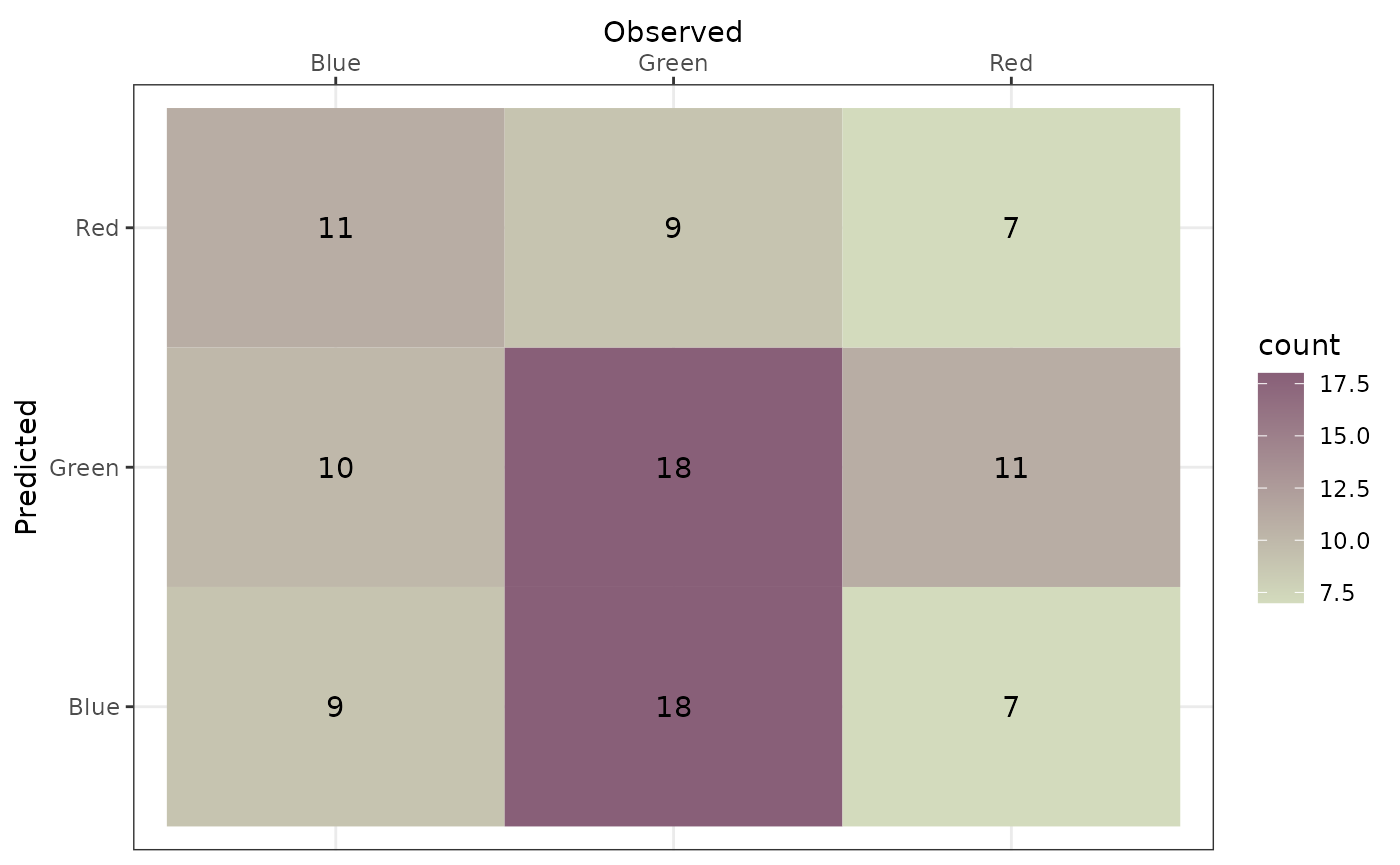 Observed
Blue Green Red
Red 11 9 7
Predicted
Green 10 18 11
Blue 9 18 7
count
17.5
15.0
12.5
10.0
7.5